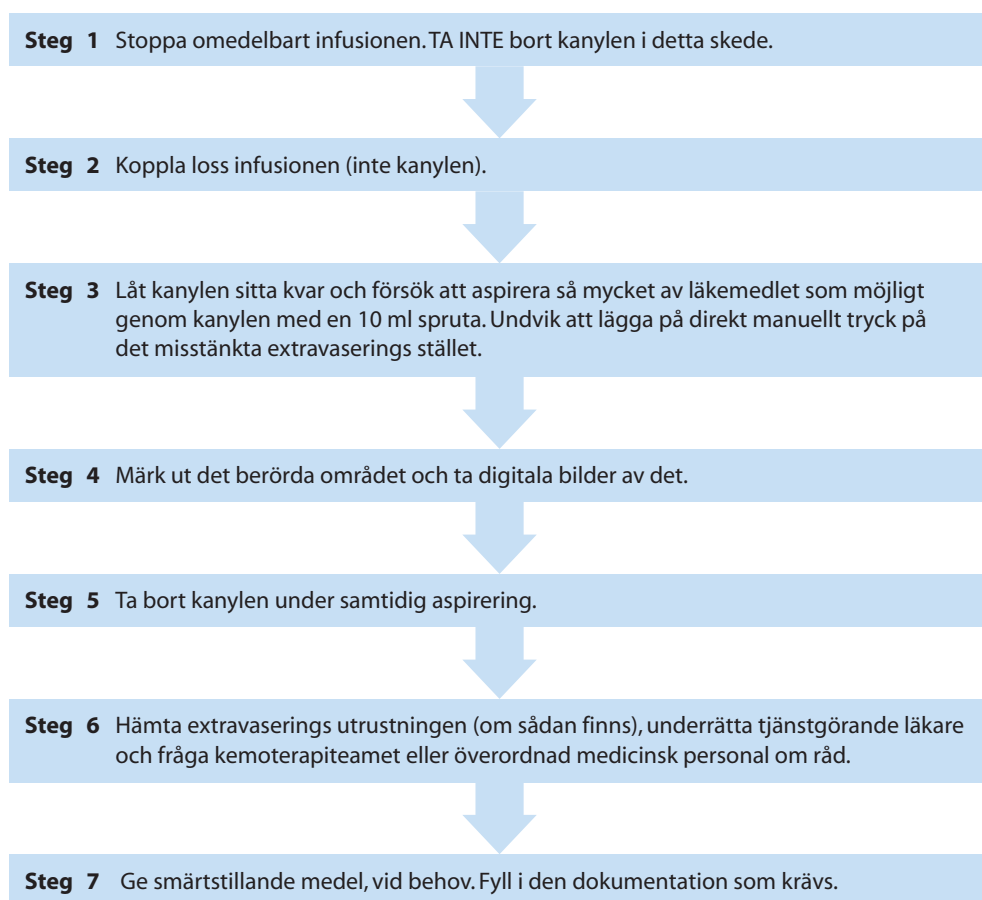 Steg 1 Stoppa omedelbart infusionen. TA INTE bort kanylen i detta skede.
Steg 2 Koppla loss infusionen (inte kanylen).
Steg 3 Låt kanylen sitta kvar och försök att aspirera så mycket av läkemedlet som möjligt
genom kanylen med en 10 ml spruta. Undvik att lägga på direkt manuellt tryck på
det misstänkta extravaserings stället.
Steg 4 Märk ut det berörda området och ta digitala bilder av det.
Steg 5 Ta bort kanylen under samtidig aspirering.
Steg 6 Hämta extravaserings utrustningen (om sådan finns), underrätta tjänstgörande läkare
och fråga kemoterapiteamet eller överordnad medicinsk personal om råd.
Steg 7 Ge smärtstillande medel, vid behov. Fyll i den dokumentation som krävs.